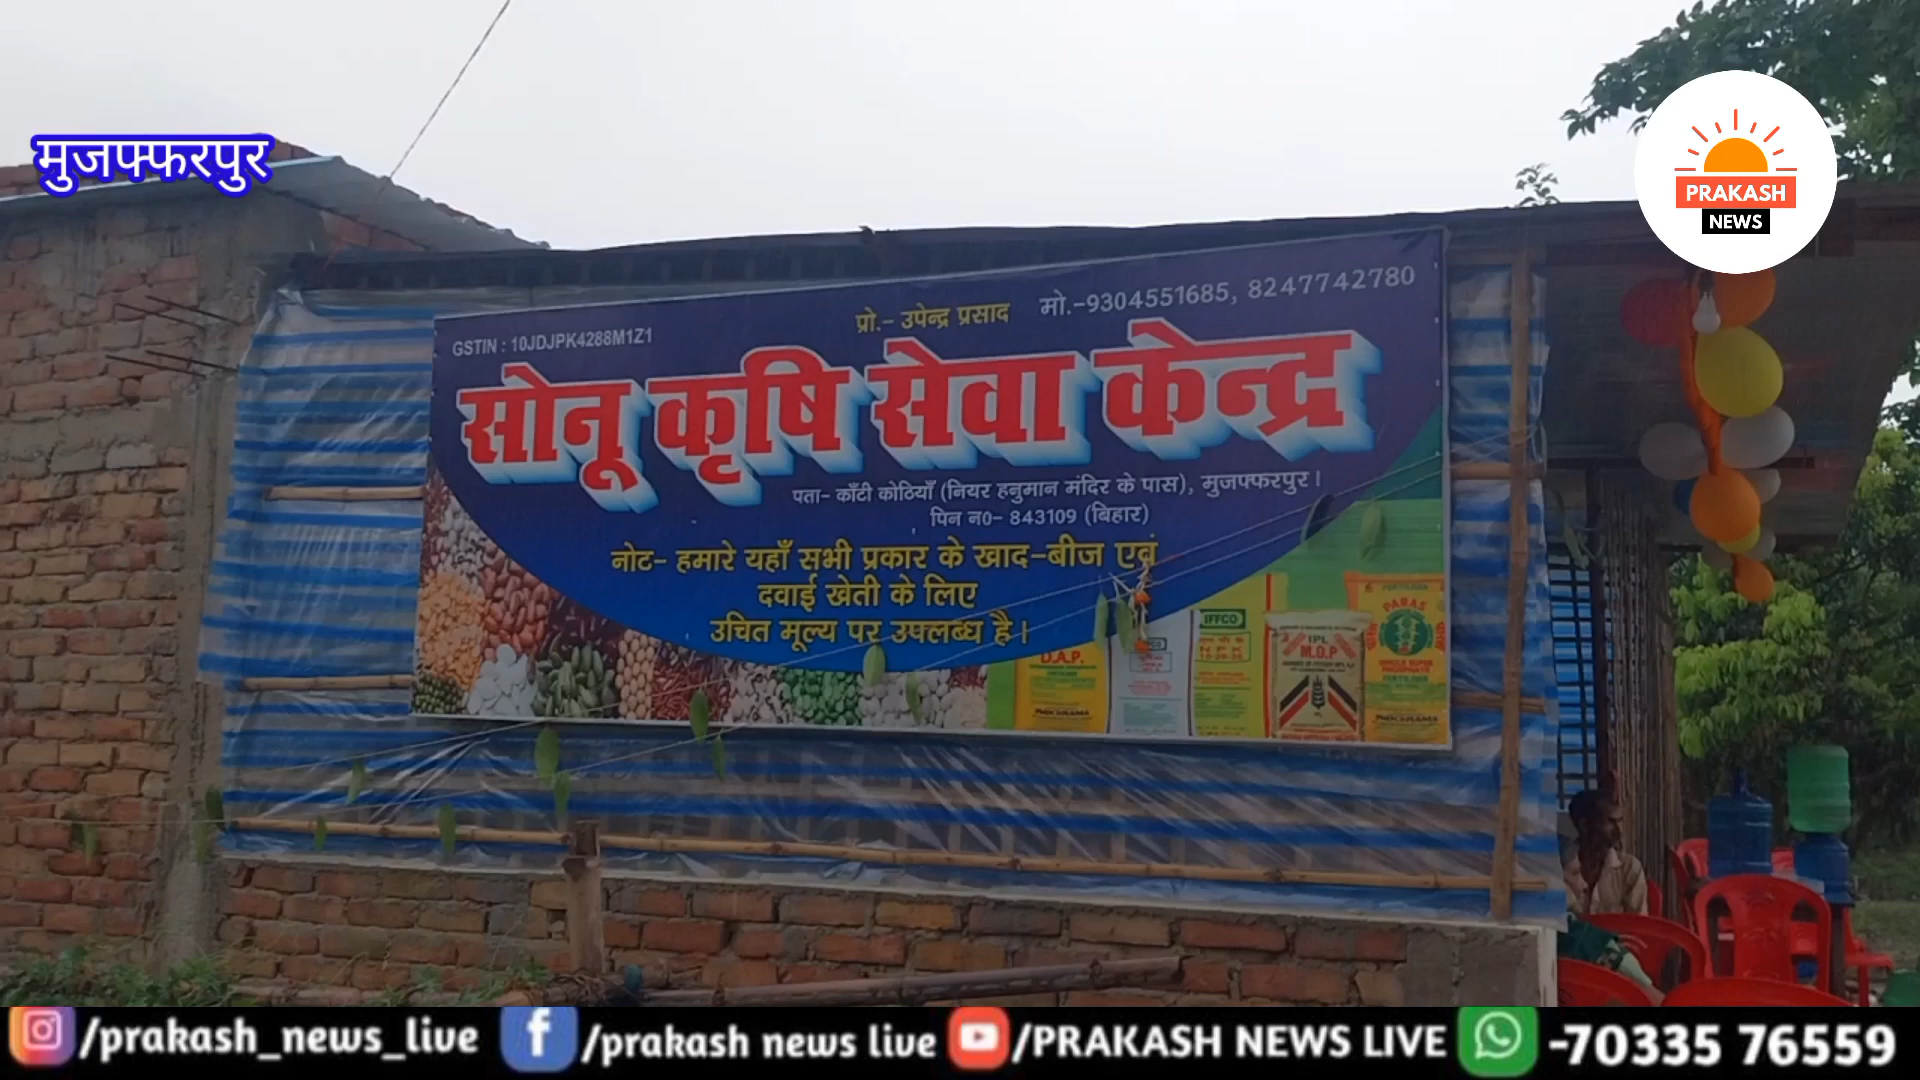 मुजफ्फरपुर
PRAKASH
NEWS
GSTIN : 10JDJPK4288M1Z1
प्रो.- उपेन्द्र प्रसाद मो.-9304551685, 8247742780
सोनू कृषि सेवा केन्द्र
पता- काँटी कोठियाँ (नियर हनुमान मंदिर के पास), मुजफ्फरपुर।
पिन न0- 843109 (बिहार)
नोट- हमारे यहाँ सभी प्रकार के खाद-बीज एवं
दवाई खेती के लिए
उचित मूल्य पर उपलब्ध है।
D.A.P.
IFFCO
N P K
IPL
M.O.P
PARAS
/prakash_news_live /prakash news live /PRAKASH NEWS LIVE -70335 76559